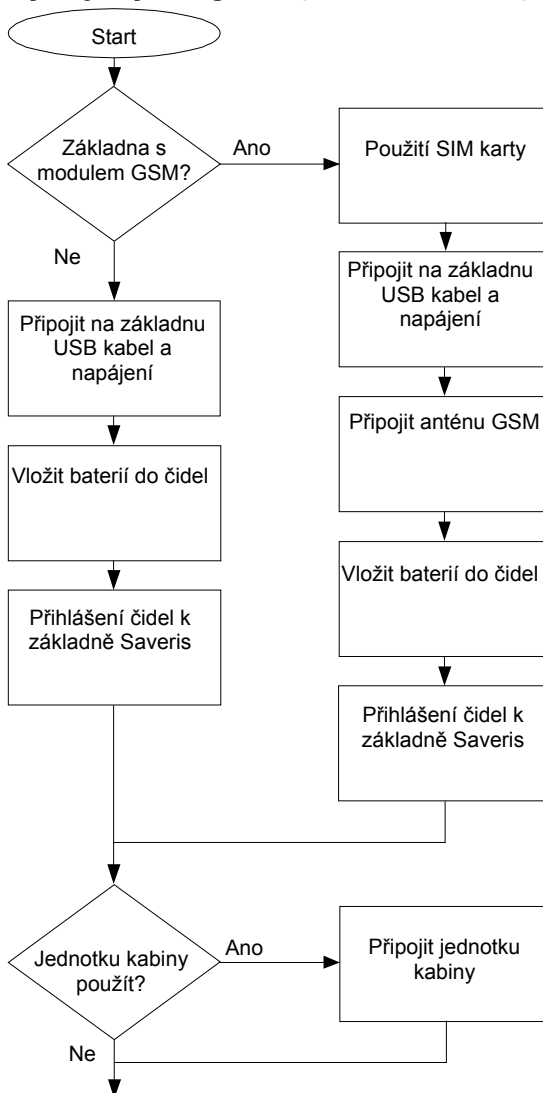 Start
Základna s
modulem GSM?
Ano
Použití SIM karty
Ne
Připojit na základnu
USB kabel a
napájení
Připojit na základnu
USB kabel a
napájení
Připojit anténu GSM
Vložit baterií do čidel
Vložit baterií do čidel
Přihlášení čidel k
základně Saveris
Přihlášení čidel k
základně Saveris
Jednotku kabiny
použít?
Ano
Připojit jednotku
kabiny
Ne